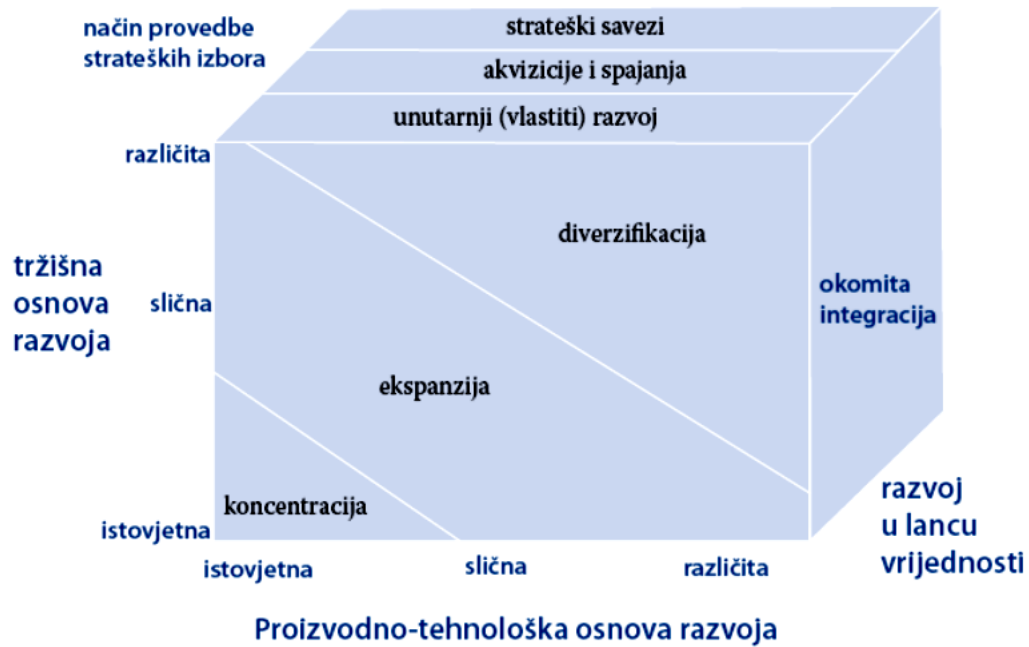 način provedbe
strateških izbora
strateški savezi
akvizicije i spajanja
unutarnji (vlastiti) razvoj
različita
diverzifikacija
tržišna
osnova
razvoja
slična
okomita
integracija
ekspanzija
koncentracija
istovjetna
razvoj
u lancu
vrijednosti
istovjetna
slična
različita
Proizvodno-tehnološka osnova razvoja